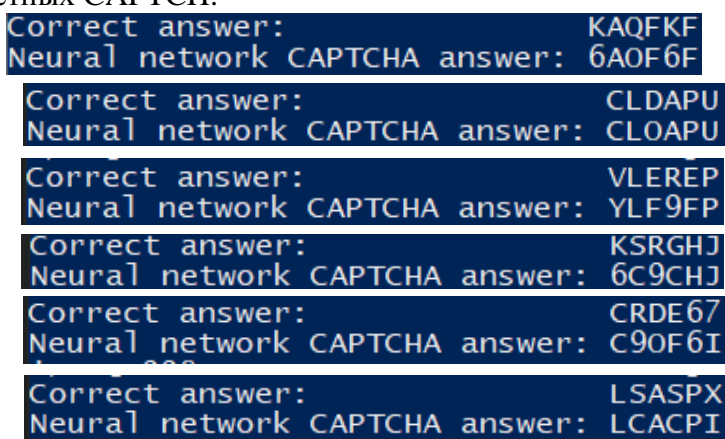 CAPTCH.
Correct answer: KAQFKF
Neural network CAPTCHA answer: 6AOF6F
Correct answer: CLDAPU
Neural network CAPTCHA answer: CLOAPU
Correct answer: VLEREP
Neural network CAPTCHA answer: YLF9FP
Correct answer: KSRGHJ
Neural network CAPTCHA answer: 6C9CHJ
Correct answer: CRDE67
Neural network CAPTCHA answer: C9OF6I
Correct answer: LSASPX
Neural network CAPTCHA answer: LCACPI